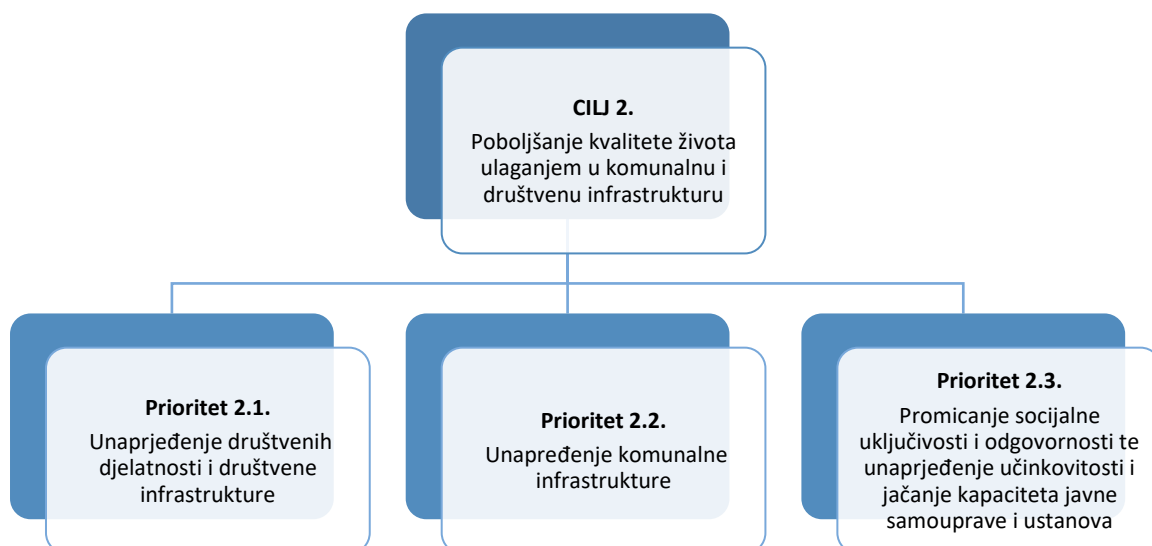 CILJ 2.
Poboljšanje kvalitete života
ulaganjem u komunalnu i
društvenu infrastrukturu
Prioritet 2.1.
Unaprjeđenje društvenih
djelatnosti i društvene
infrastrukture
Prioritet 2.2.
Unapređenje komunalne
infrastrukture
Prioritet 2.3.
Promicanje socijalne
uključivosti i odgovornosti te
unaprjeđenje učinkovitosti i
jačanje kapaciteta javne
samouprave i ustanova